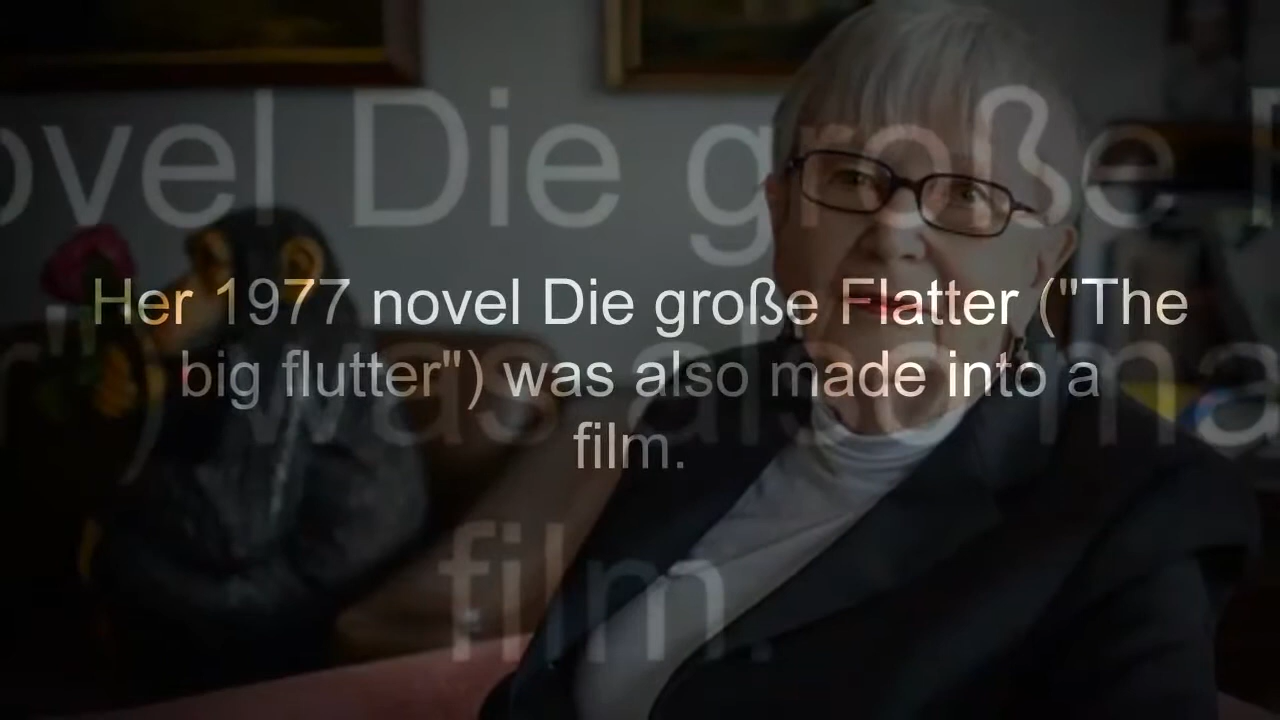 Her 1977 novel Die große Flatter ("The
big flutter") was also made into a
film.